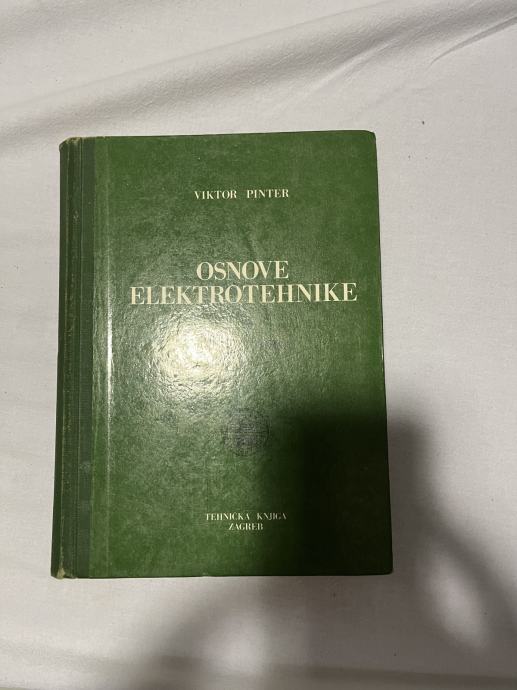 VIKTOR PINTER
OSNOVE
ELEKTROTEHNIKE
TEHNIČKA KNJIGA
ZAGREB